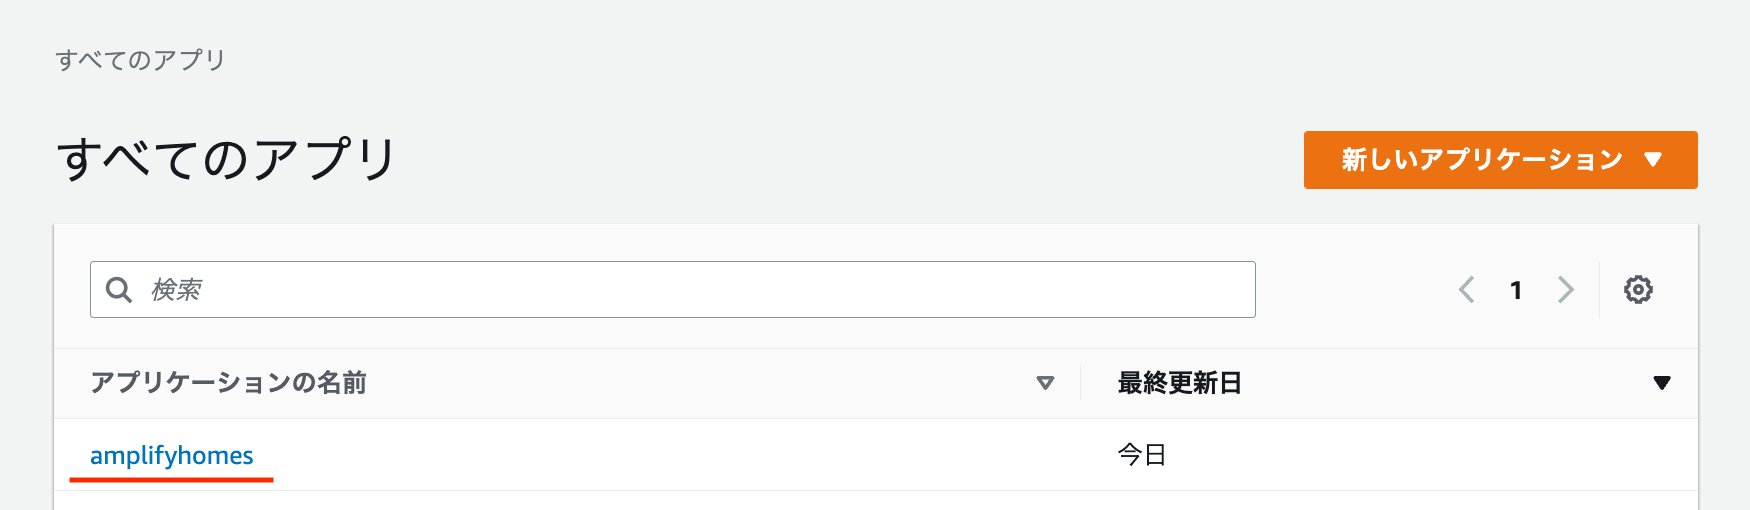 すべてのアプリ
すべてのアプリ
新しいアプリケーション
検索
1
アプリケーションの名前
最終更新日
amplifyhomes
今日